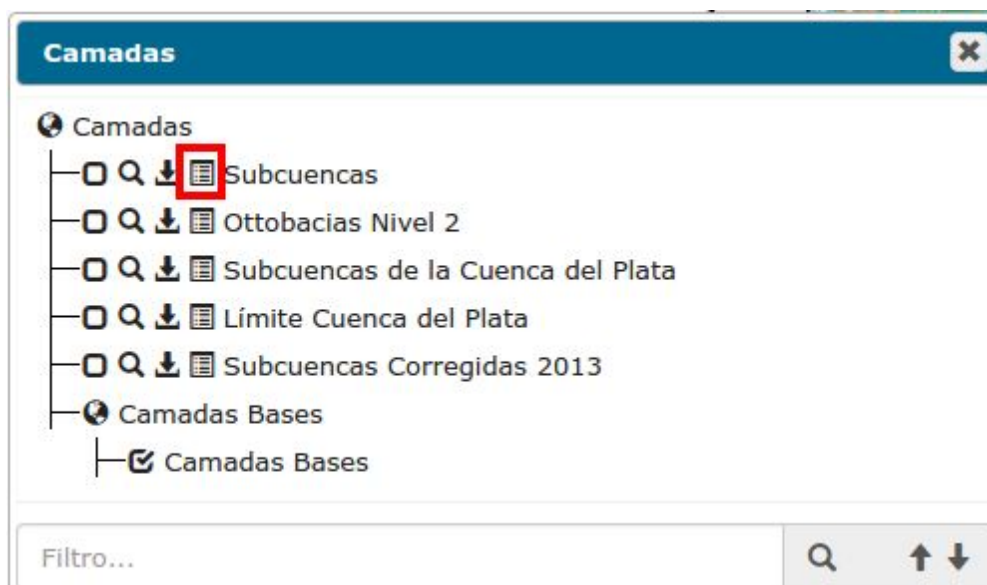 Camadas
Camadas
Subcuencas
Ottobacias Nivel 2
Subcuencas de la Cuenca del Plata
Límite Cuenca del Plata
Subcuencas Corregidas 2013
Camadas Bases
Camadas Bases
Filtro...